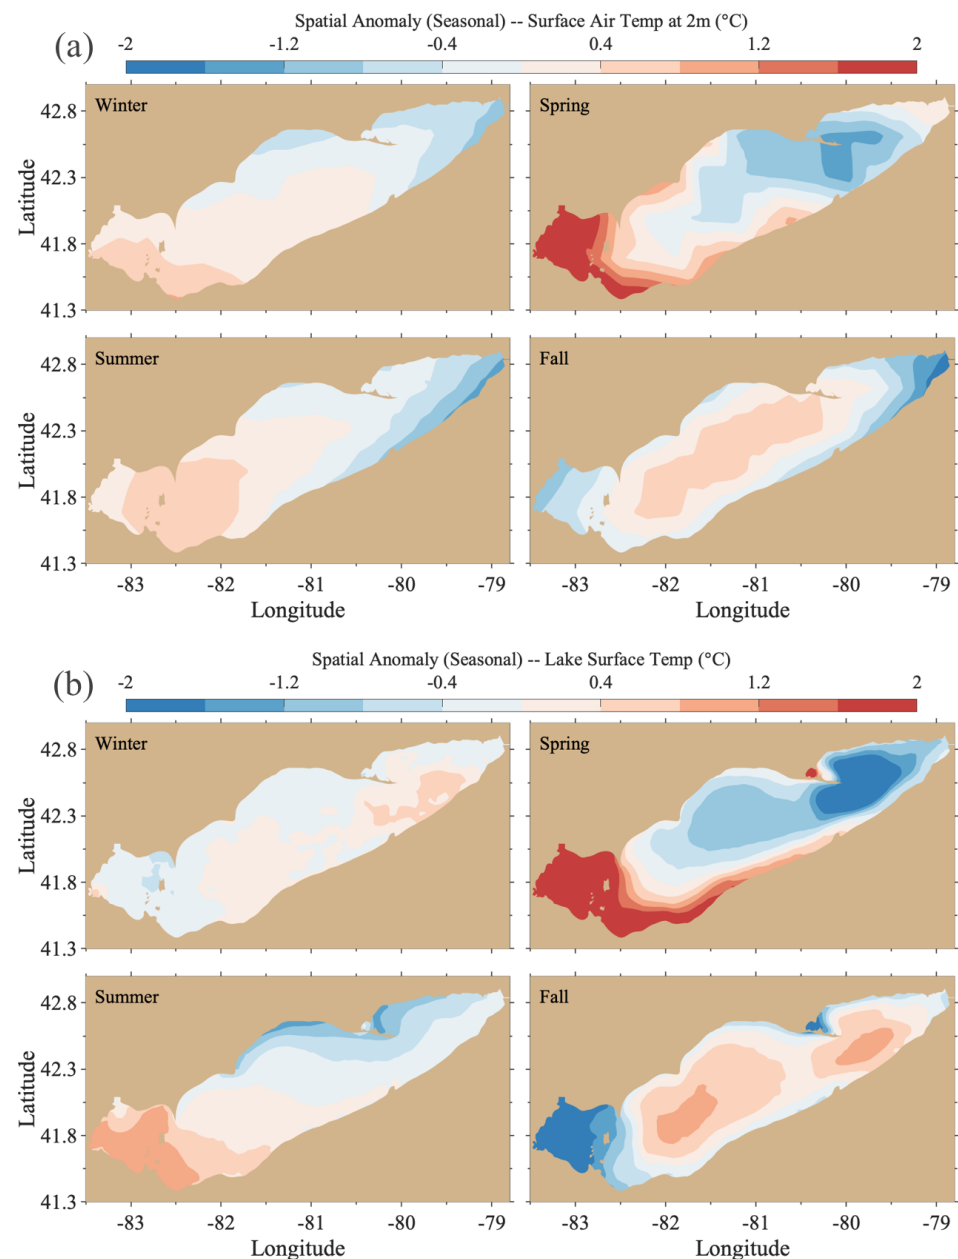 Spatial Anomaly (Seasonal) -- Surface Air Temp at 2m (°C)
(a)
-2 -1.2 -0.4 0.4 1.2 2
Winter
Spring
42.8
42.3
41.8
41.3
Latitude
Summer
Fall
42.8
42.3
41.8
41.3
Latitude
-83 -82 -81 -80 -79
-83 -82 -81 -80 -79
Longitude
Longitude
Spatial Anomaly (Seasonal) -- Lake Surface Temp (°C)
(b)
-2 -1.2 -0.4 0.4 1.2 2
Winter
Spring
42.8
42.3
41.8
41.3
Latitude
Summer
Fall
42.8
42.3
41.8
41.3
Latitude
-83 -82 -81 -80 -79
-83 -82 -81 -80 -79
Longitude
Longitude